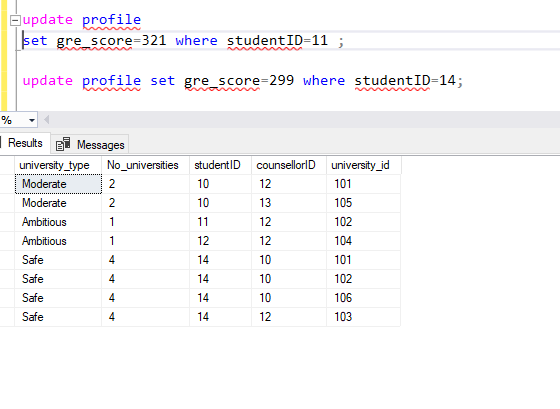 update profile
set gre_score=321 where studentID=11 ;
update profile set gre_score=299 where studentID=14;
%
Results Messages
university_type No_universities studentID counsellorID university_id
Moderate 2 10 12 101
Moderate 2 10 13 105
Ambitious 1 11 12 102
Ambitious 1 12 12 104
Safe 4 14 10 101
Safe 4 14 10 102
Safe 4 14 10 106
Safe 4 14 12 103